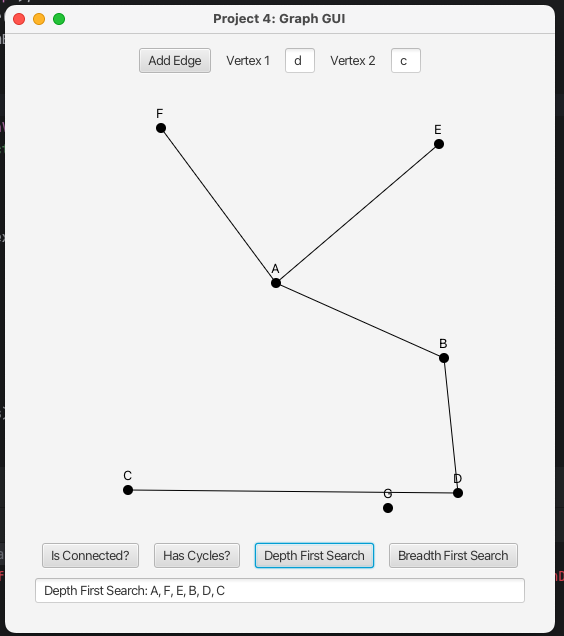 Project 4: Graph GUI
Add Edge Vertex 1 d Vertex 2 c
F
E
A
B
C
D
G
Is Connected? Has Cycles? Depth First Search Breadth First Search
Depth First Search: A, F, E, B, D, C